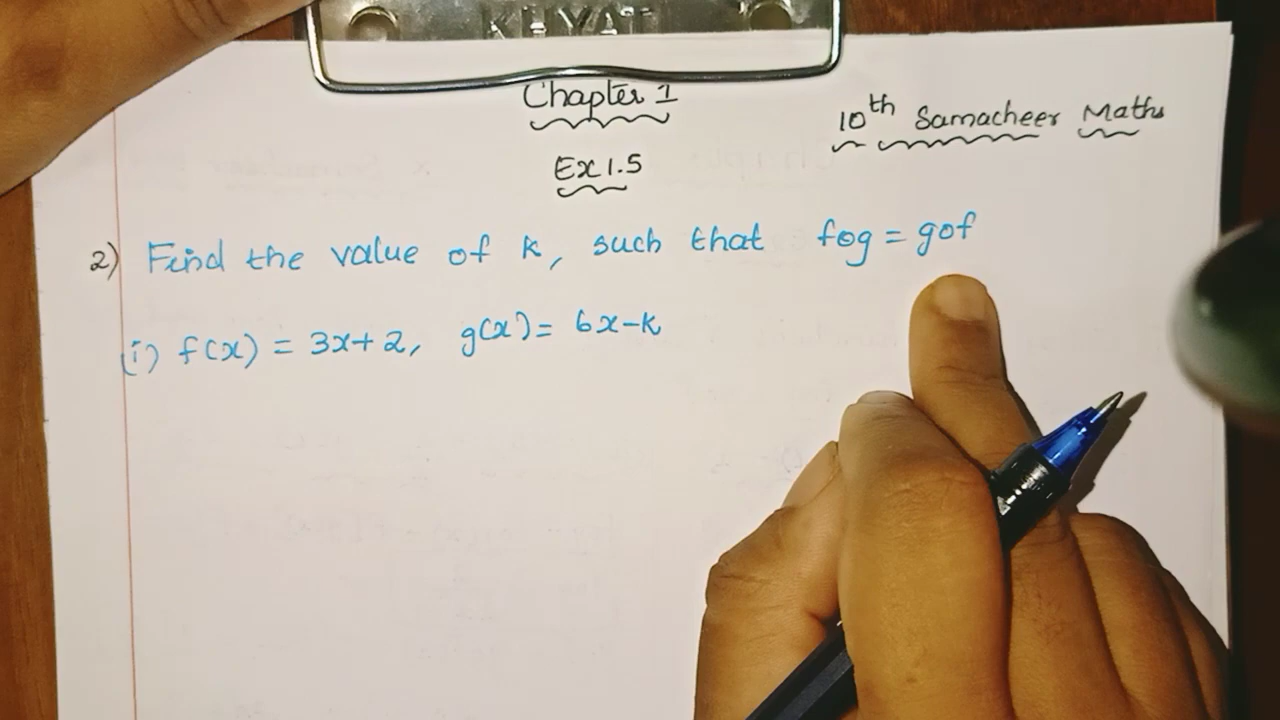 KHYAT
Chapter 1
10th Samacheer Maths
Ex 1.5
2) Find the value of k, such that fog = gof
(i) f(x) = 3x+2, g(x) = 6x-k